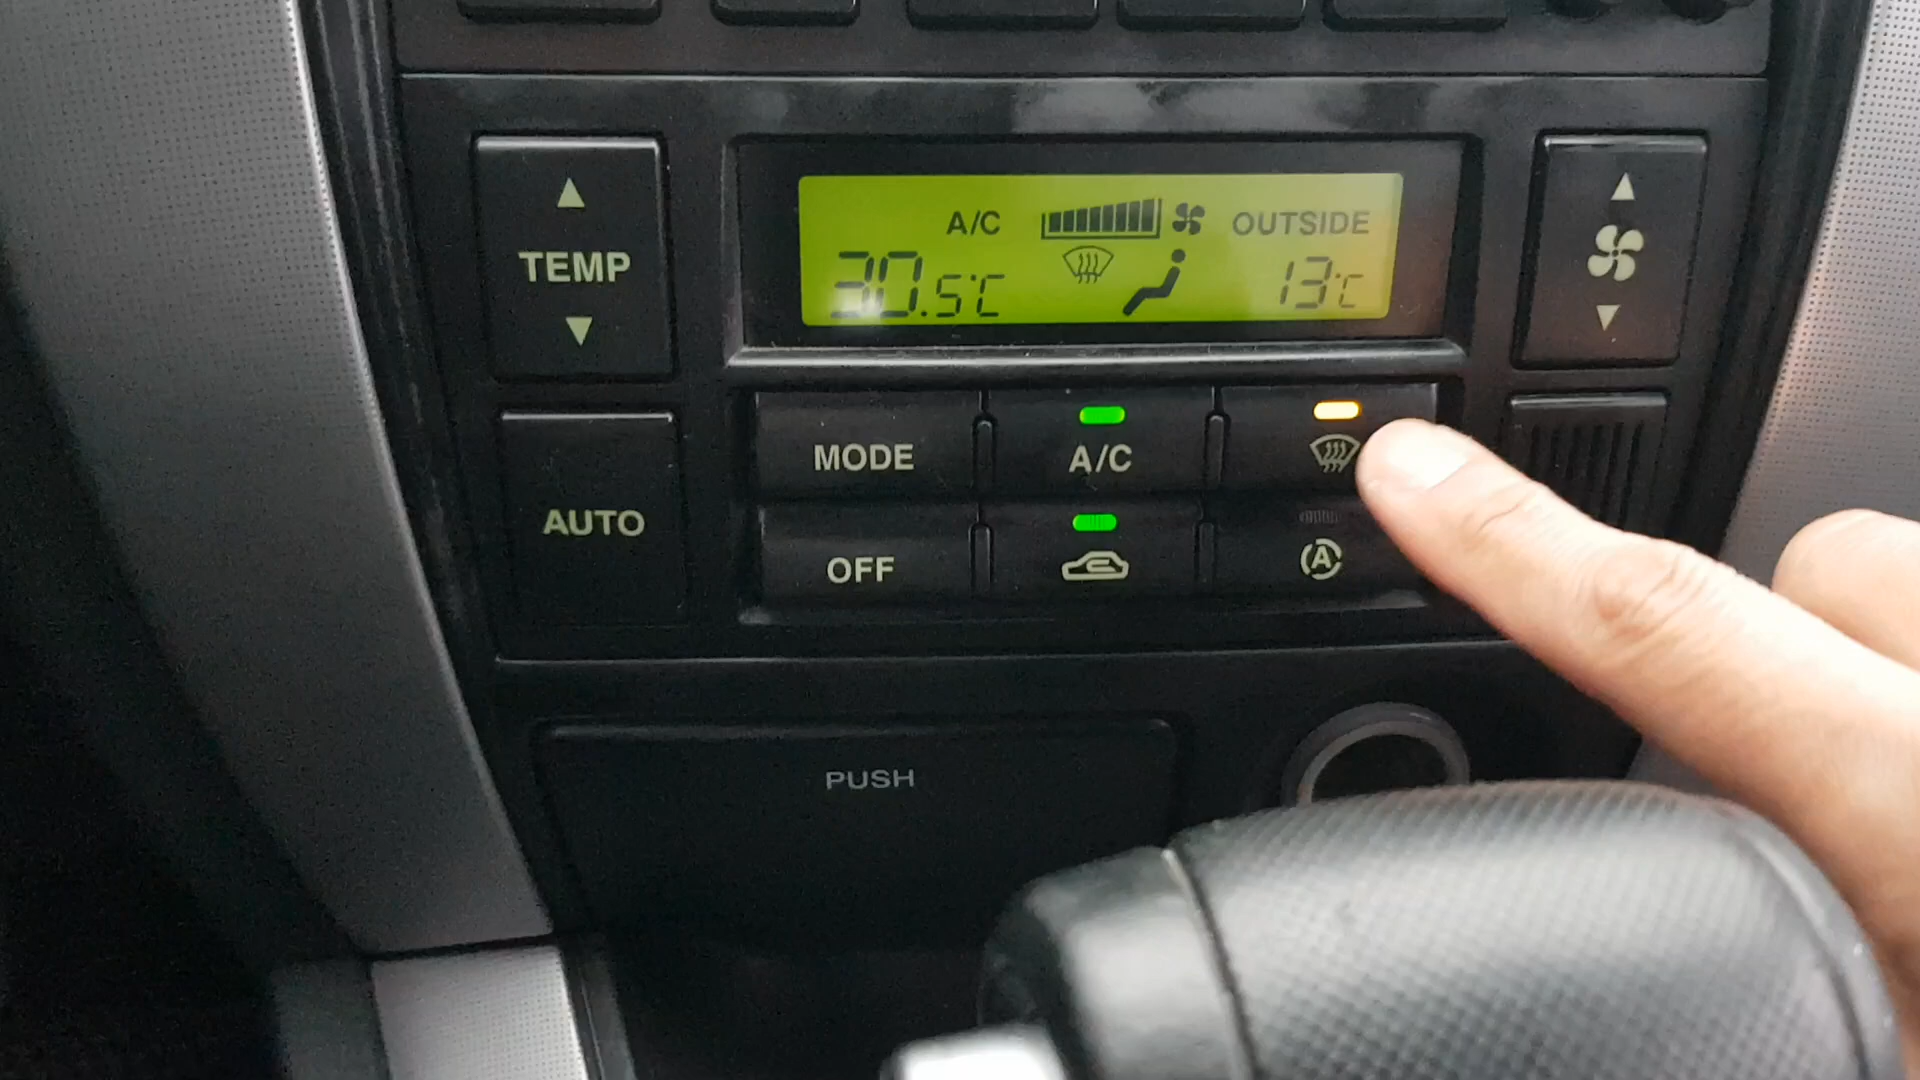 TEMP
A/C OUTSIDE
30.5°C 13°C
MODE A/C
AUTO
OFF A
PUSH